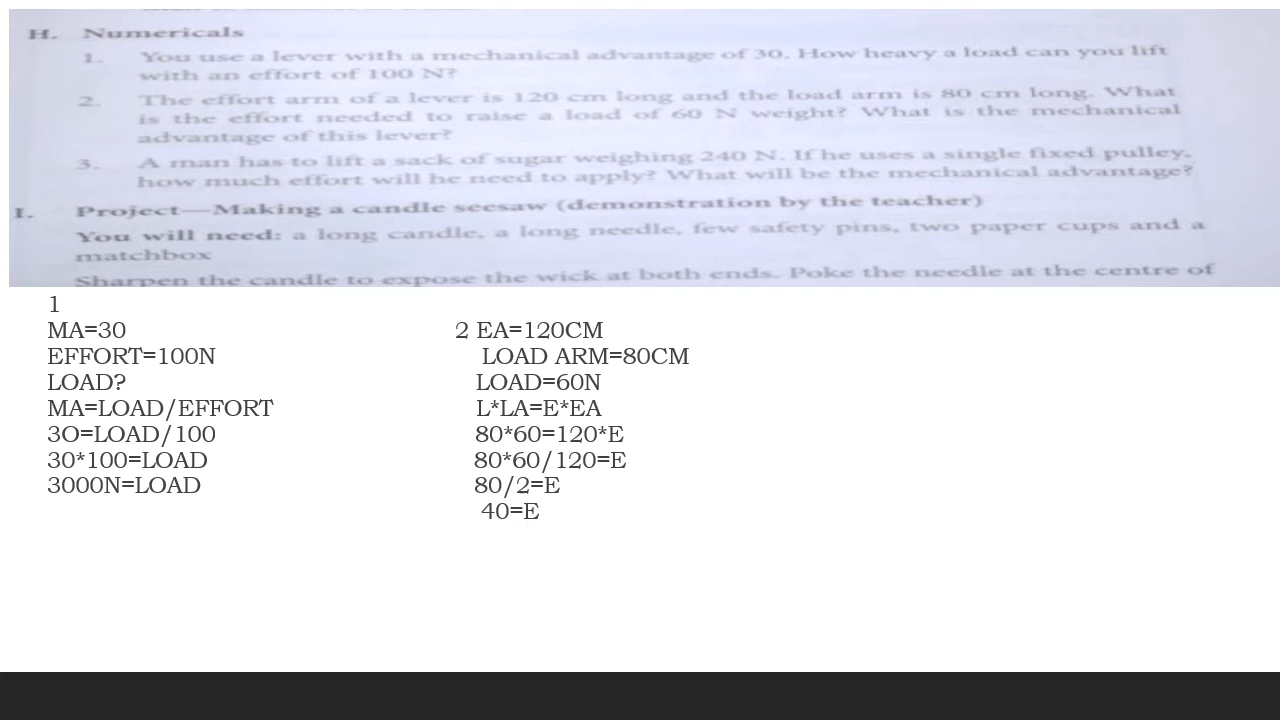 H. Numericals
1. You use a lever with a mechanical advantage of 30. How heavy a load can you lift
with an effort of 100 N?
2. The effort arm of a lever is 120 cm long and the load arm is 80 cm long. What
is the effort needed to raise a load of 60 N weight? What is the mechanical
advantage of this lever?
3. A man has to lift a sack of sugar weighing 240 N. If he uses a single fixed pulley,
how much effort will he need to apply? What will be the mechanical advantage?
I. Project—Making a candle seesaw (demonstration by the teacher)
You will need: a long candle, a long needle, few safety pins, two paper cups and a
matchbox
Sharpen the candle to expose the wick at both ends. Poke the needle at the centre of
1
MA=30
EFFORT=100N
LOAD?
MA=LOAD/EFFORT
3O=LOAD/100
30*100=LOAD
3000N=LOAD
2 EA=120CM
LOAD ARM=80CM
LOAD=60N
L*LA=E*EA
80*60=120*E
80*60/120=E
80/2=E
40=E